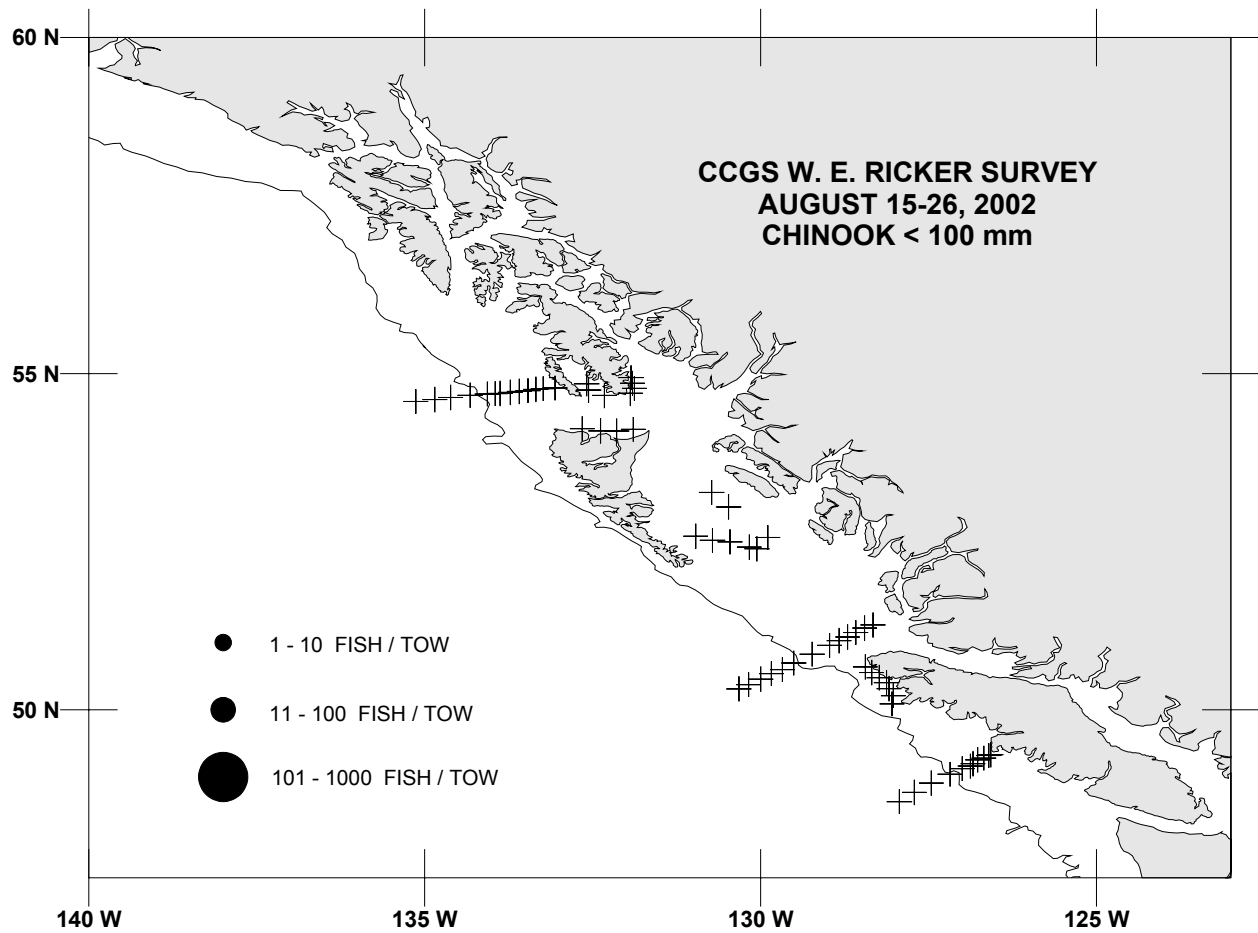 60 N
CCGS W. E. RICKER SURVEY
AUGUST 15-26, 2002
CHINOOK < 100 mm
55 N
1 - 10 FISH / TOW
50 N
11 - 100 FISH / TOW
101 - 1000 FISH / TOW
140 W
135 W
130 W
125 W